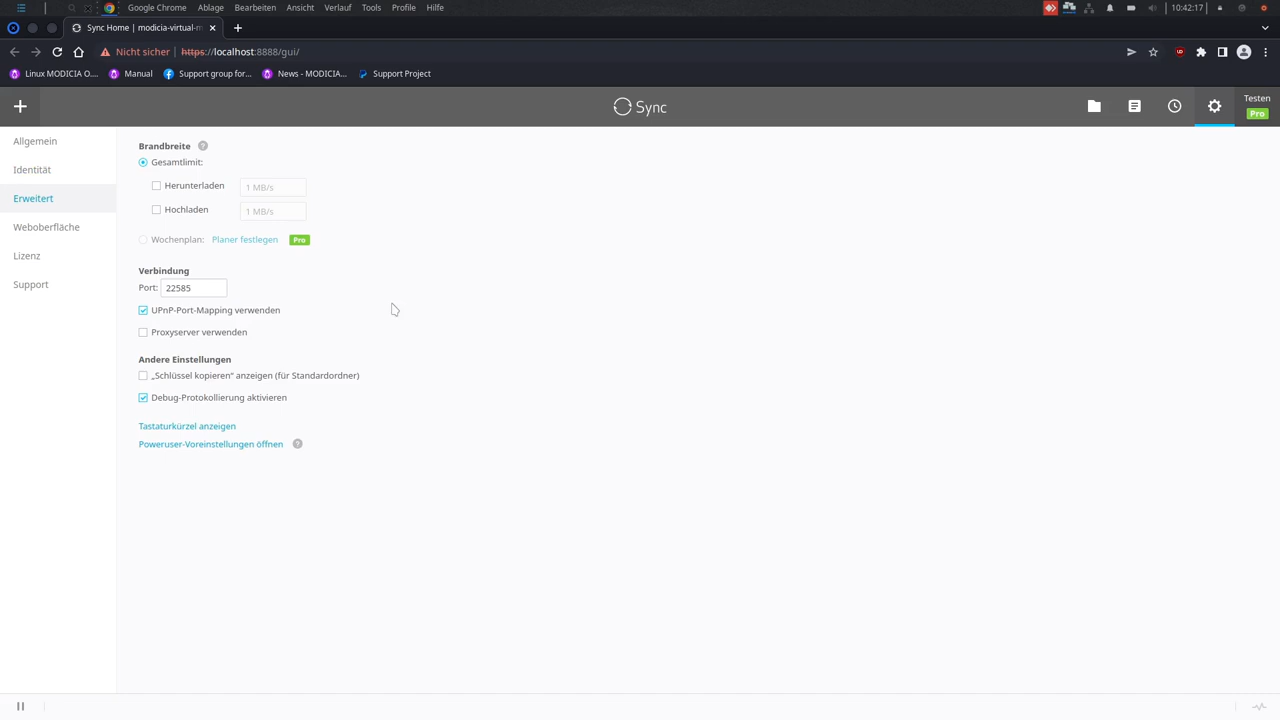 Google Chrome Ablage Bearbeiten Ansicht Verlauf Tools Profile Hilfe 10:42:17
Sync Home | modicia-virtual-m
Nicht sicher https://localhost:8888/gui/
Linux MODICIA O.... Manual Support group for... News - MODICIA... Support Project
Sync
Testen
Pro
Allgemein
Identität
Erweitert
Weboberfläche
Lizenz
Support
Brandbreite ?
Gesamtlimit:
Herunterladen 1 MB/s
Hochladen 1 MB/s
Wochenplan: Planer festlegen Pro
Verbindung
Port: 22585
UPnP-Port-Mapping verwenden
Proxyserver verwenden
Andere Einstellungen
„Schlüssel kopieren“ anzeigen (für Standardordner)
Debug-Protokollierung aktivieren
Tastaturkürzel anzeigen
Poweruser-Voreinstellungen öffnen ?